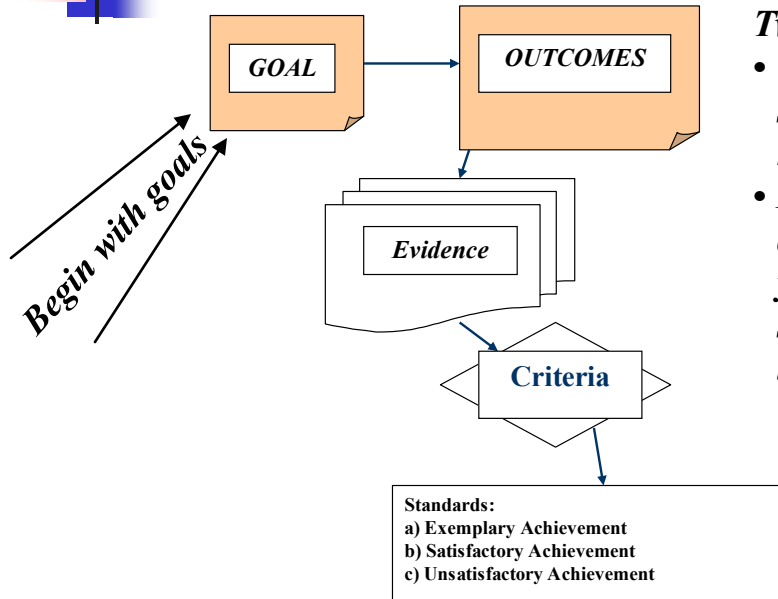 GOAL
OUTCOMES
Begin with goals
Evidence
Criteria
Standards:
a) Exemplary Achievement
b) Satisfactory Achievement
c) Unsatisfactory Achievement